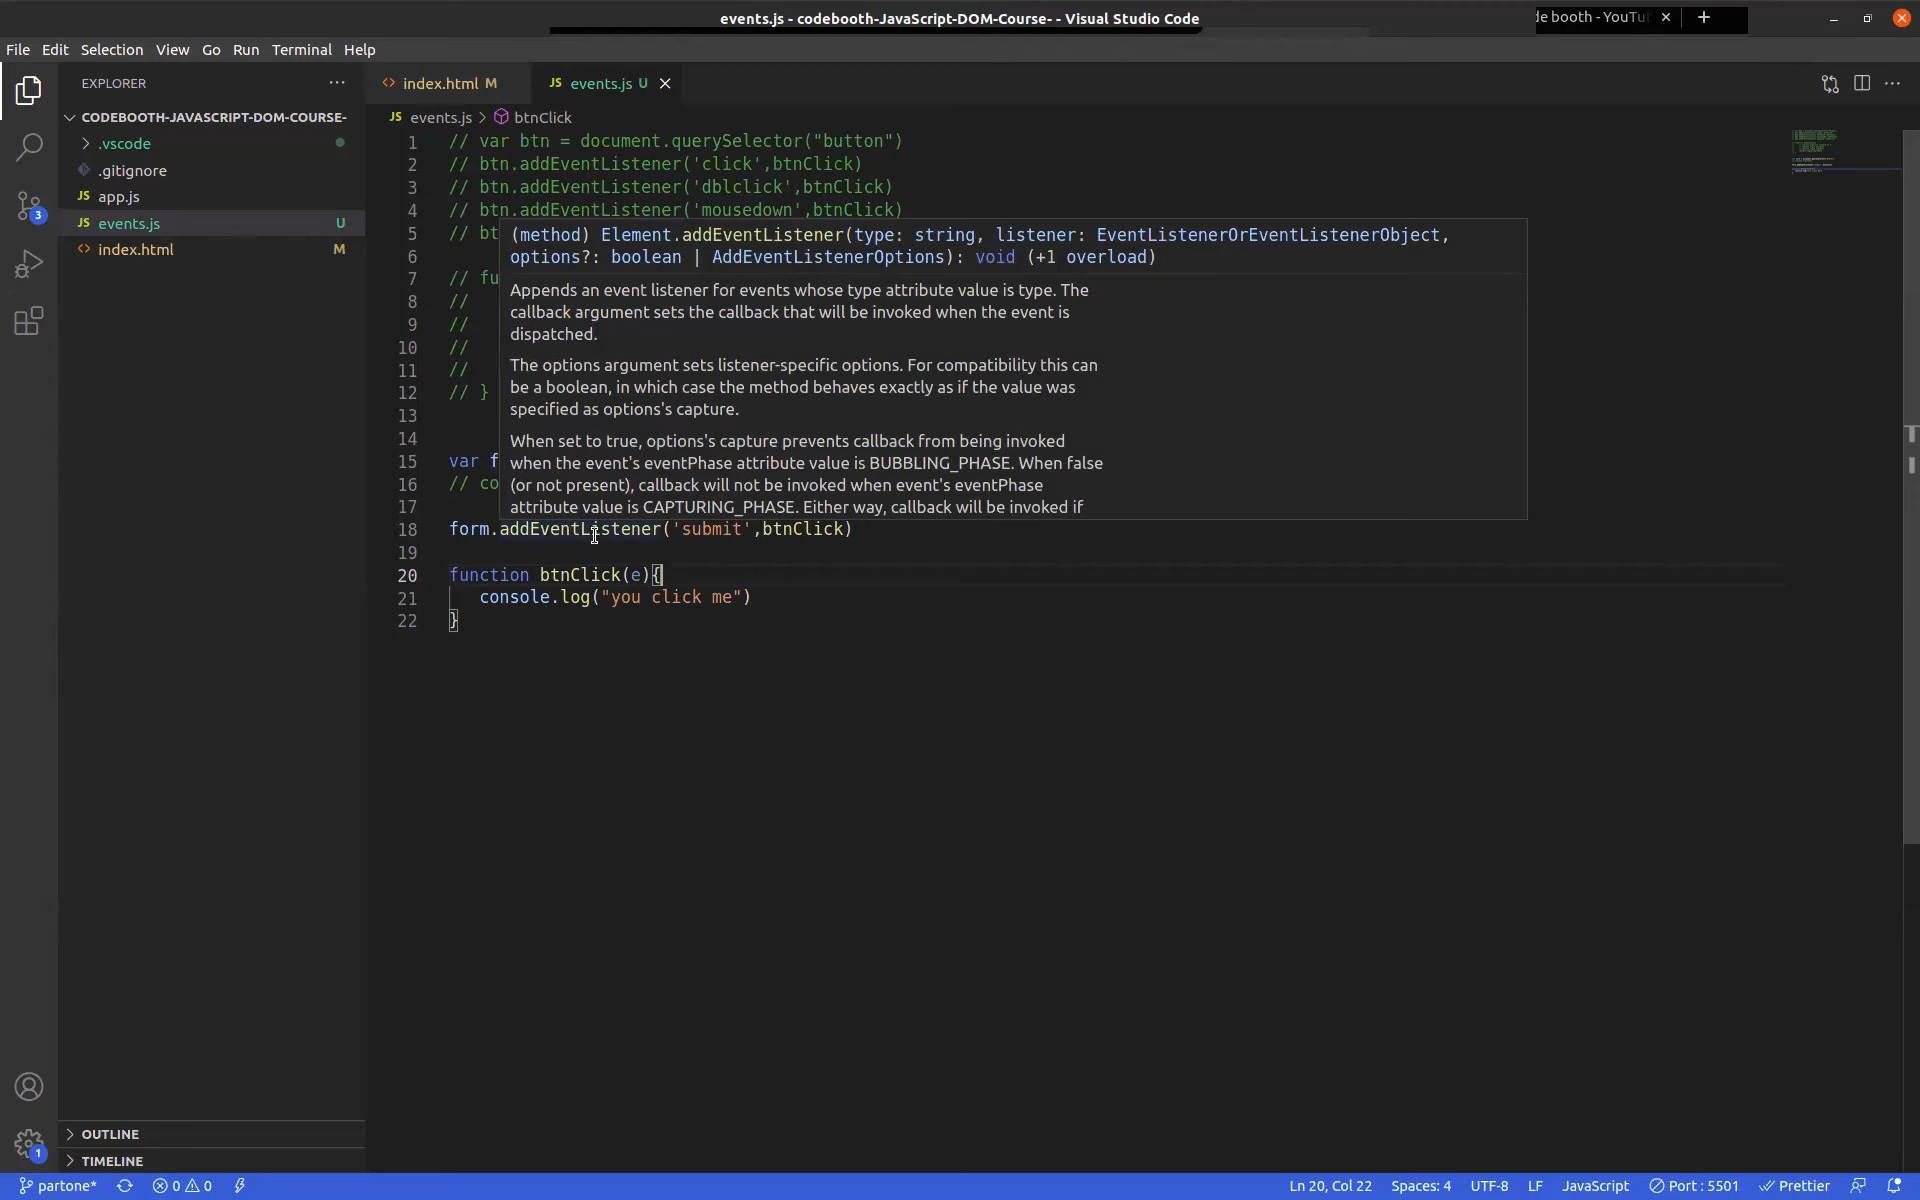 events.js - codebooth-JavaScript-DOM-Course- - Visual Studio Code
de booth - YouTu
File Edit Selection View Go Run Terminal Help
EXPLORER
index.html M
JS events.js U
CODEBOOTH-JAVASCRIPT-DOM-COURSE-
.vscode
.gitignore
JS app.js
JS events.js U
index.html M
JS events.js > btnClick
1 // var btn = document.querySelector("button")
2 // btn.addEventListener('click',btnClick)
3 // btn.addEventListener('dblclick',btnClick)
4 // btn.addEventListener('mousedown',btnClick)
5 // bt
6
7 // fu
8 //
9 //
10 //
11 //
12 // }
13
14
15 var f
16 // co
17
(method) Element.addEventListener(type: string, listener: EventListenerOrEventListenerObject,
options?: boolean | AddEventListenerOptions): void (+1 overload)
Appends an event listener for events whose type attribute value is type. The
callback argument sets the callback that will be invoked when the event is
dispatched.
The options argument sets listener-specific options. For compatibility this can
be a boolean, in which case the method behaves exactly as if the value was
specified as options's capture.
When set to true, options's capture prevents callback from being invoked
when the event's eventPhase attribute value is BUBBLING_PHASE. When false
(or not present), callback will not be invoked when event's eventPhase
attribute value is CAPTURING_PHASE. Either way, callback will be invoked if
18 form.addEventListener('submit',btnClick)
19
20 function btnClick(e){
21 console.log("you click me")
22 }
3
1
OUTLINE
TIMELINE
partone* 0 0 Ln 20, Col 22 Spaces: 4 UTF-8 LF JavaScript Port : 5501 Prettier